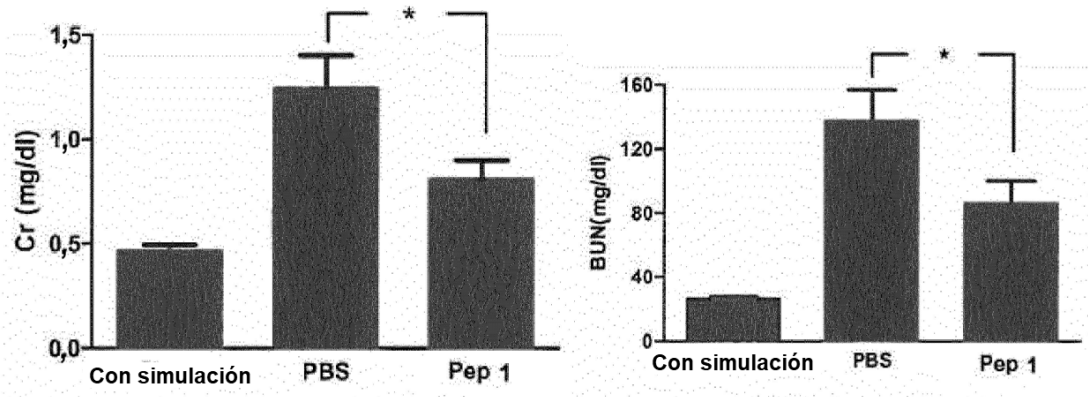 *
1,5
1,0
0,5
0,0
Cr (mg/dl)
Con simulación PBS Pep 1
*
160
120
80
40
0
BUN(mg/dl)
Con simulación PBS Pep 1